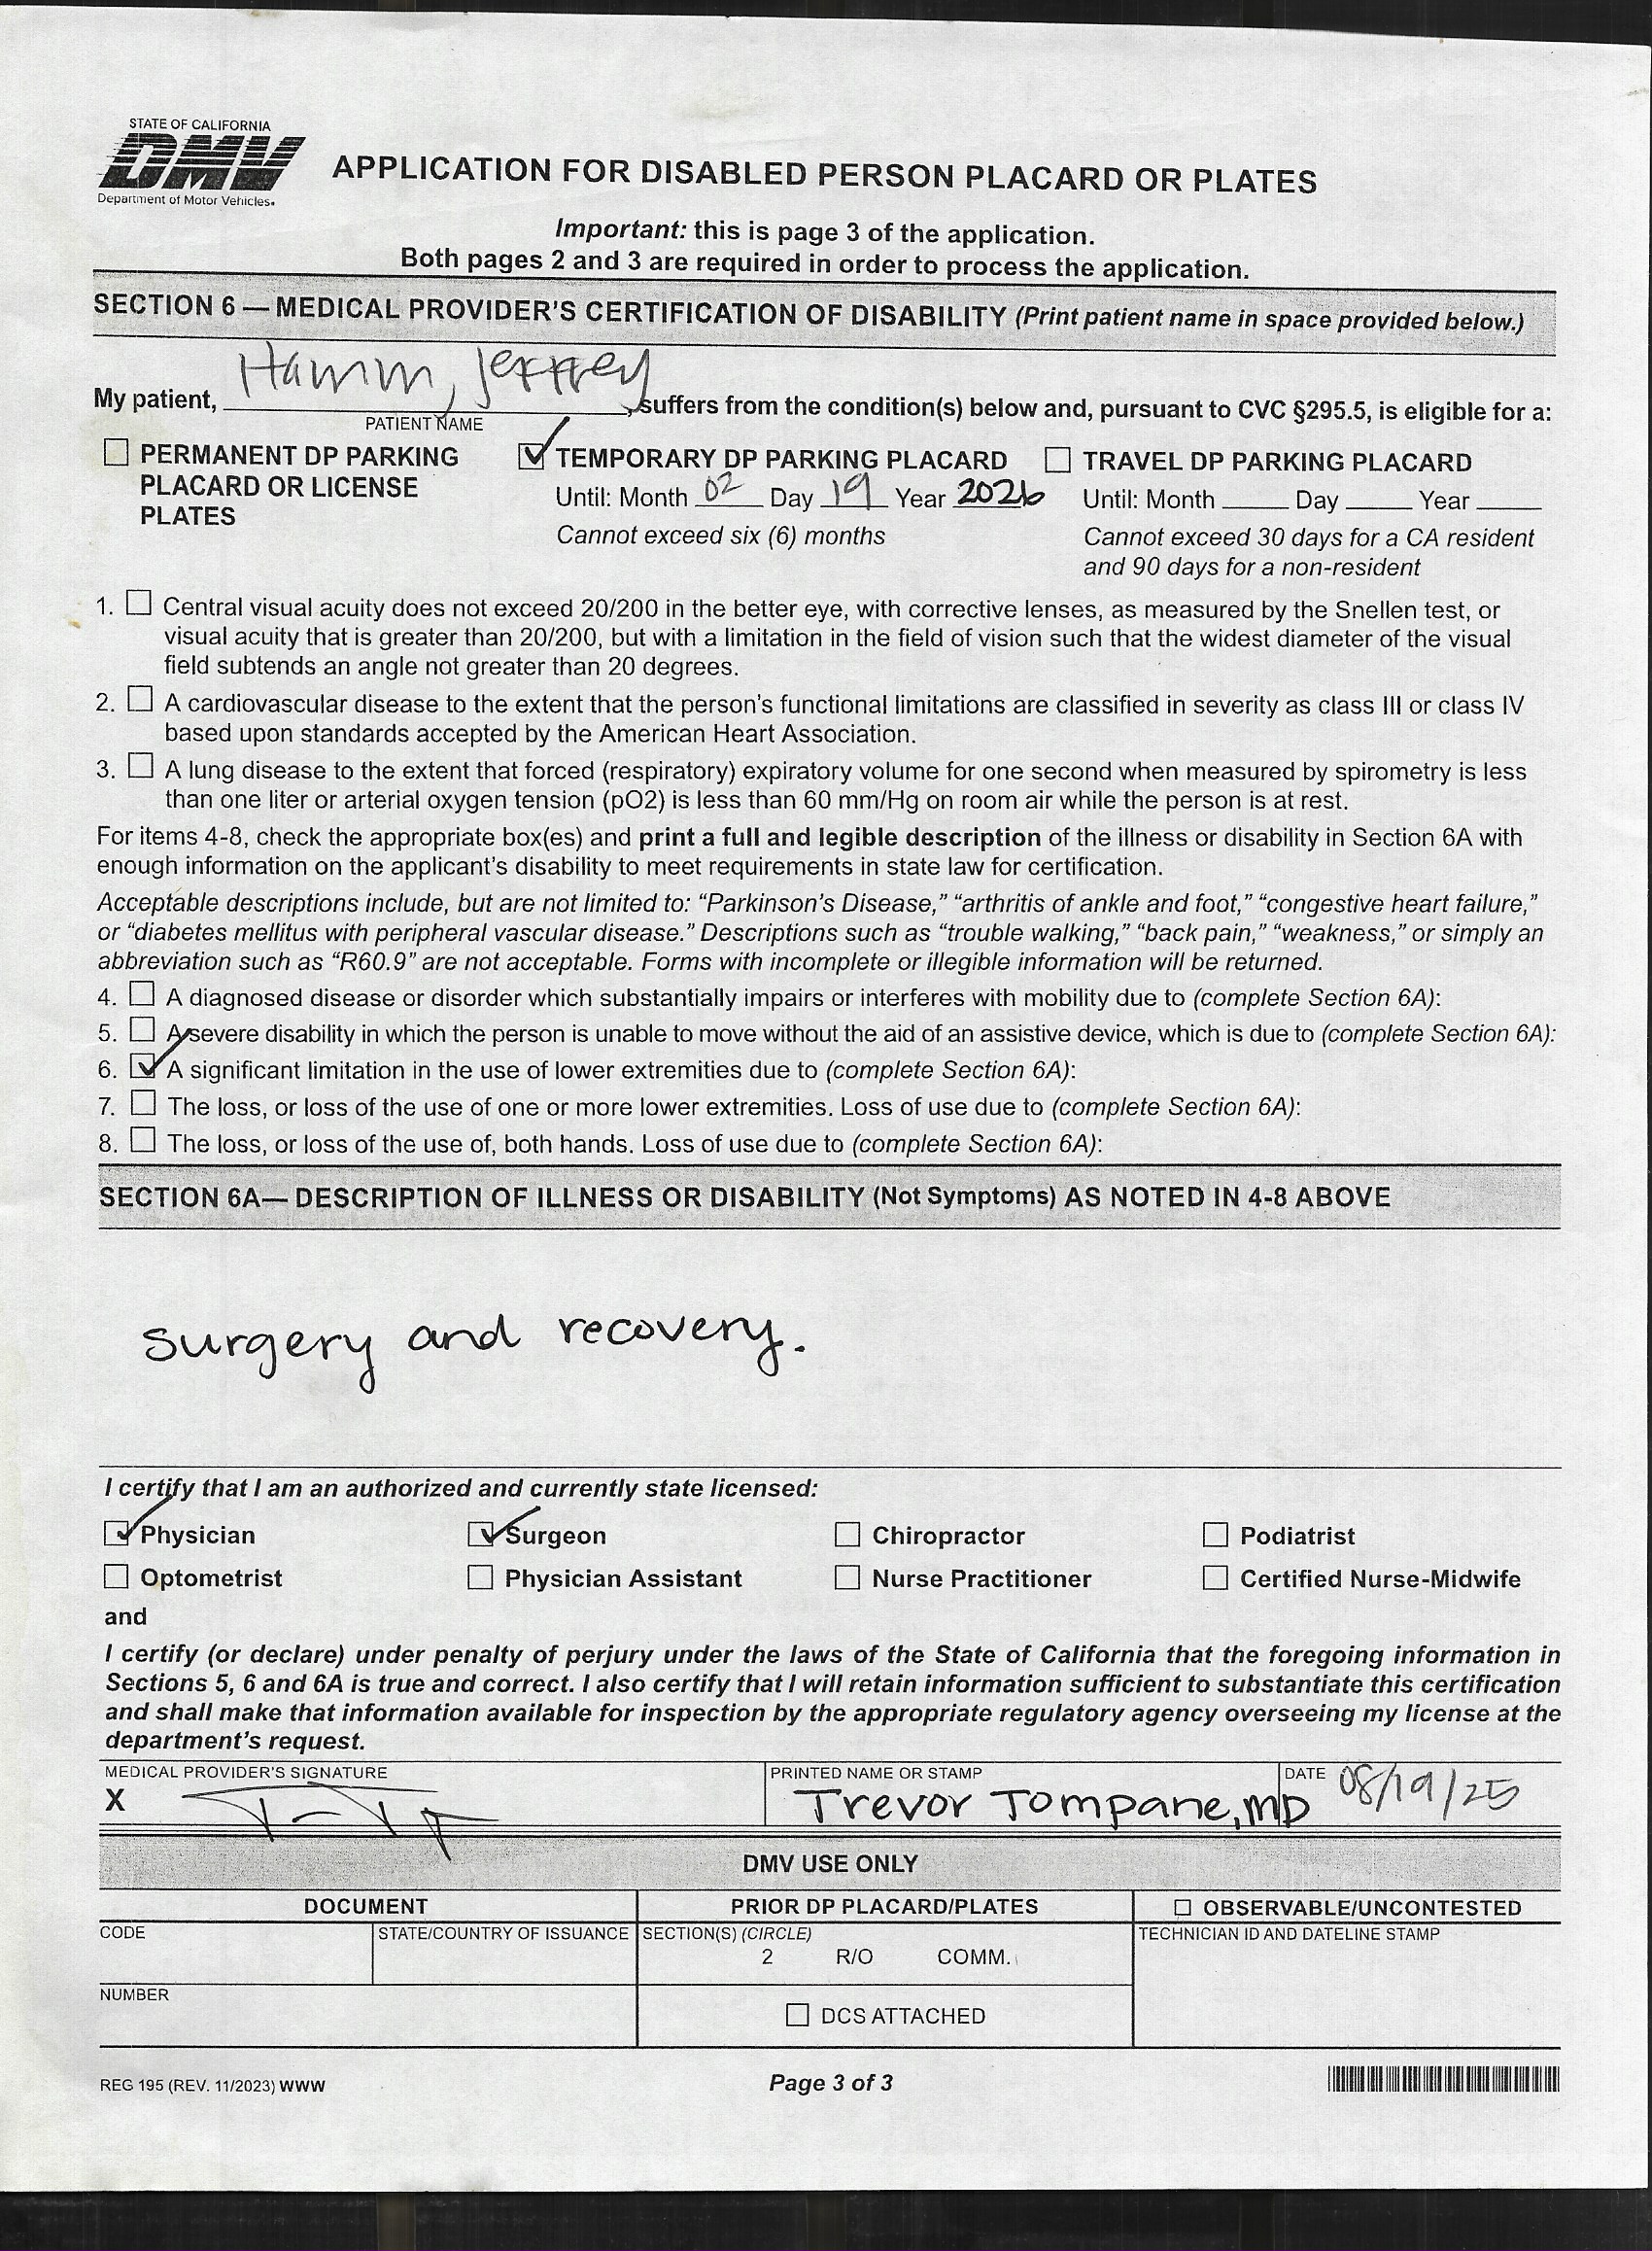 STATE OF CALIFORNIA
DMV
Department of Motor Vehicles.
APPLICATION FOR DISABLED PERSON PLACARD OR PLATES
Important: this is page 3 of the application.
Both pages 2 and 3 are required in order to process the application.
SECTION 6 — MEDICAL PROVIDER'S CERTIFICATION OF DISABILITY (Print patient name in space provided below.)
My patient, Hamm, Jeffrey, suffers from the condition(s) below and, pursuant to CVC §295.5, is eligible for a:
PATIENT NAME
PERMANENT DP PARKING
PLACARD OR LICENSE
PLATES
TEMPORARY DP PARKING PLACARD
Until: Month 02 Day 19 Year 2026
Cannot exceed six (6) months
TRAVEL DP PARKING PLACARD
Until: Month Day Year
Cannot exceed 30 days for a CA resident
and 90 days for a non-resident
1. Central visual acuity does not exceed 20/200 in the better eye, with corrective lenses, as measured by the Snellen test, or
visual acuity that is greater than 20/200, but with a limitation in the field of vision such that the widest diameter of the visual
field subtends an angle not greater than 20 degrees.
2. A cardiovascular disease to the extent that the person's functional limitations are classified in severity as class III or class IV
based upon standards accepted by the American Heart Association.
3. A lung disease to the extent that forced (respiratory) expiratory volume for one second when measured by spirometry is less
than one liter or arterial oxygen tension (pO2) is less than 60 mm/Hg on room air while the person is at rest.
For items 4-8, check the appropriate box(es) and print a full and legible description of the illness or disability in Section 6A with
enough information on the applicant's disability to meet requirements in state law for certification.
Acceptable descriptions include, but are not limited to: "Parkinson's Disease," "arthritis of ankle and foot," "congestive heart failure,"
or "diabetes mellitus with peripheral vascular disease." Descriptions such as "trouble walking," "back pain," "weakness," or simply an
abbreviation such as "R60.9" are not acceptable. Forms with incomplete or illegible information will be returned.
4. A diagnosed disease or disorder which substantially impairs or interferes with mobility due to (complete Section 6A):
5. A severe disability in which the person is unable to move without the aid of an assistive device, which is due to (complete Section 6A):
6. A significant limitation in the use of lower extremities due to (complete Section 6A):
7. The loss, or loss of the use of one or more lower extremities. Loss of use due to (complete Section 6A):
8. The loss, or loss of the use of, both hands. Loss of use due to (complete Section 6A):
SECTION 6A— DESCRIPTION OF ILLNESS OR DISABILITY (Not Symptoms) AS NOTED IN 4-8 ABOVE
surgery and recovery.
I certify that I am an authorized and currently state licensed:
Physician Surgeon Chiropractor Podiatrist
Optometrist Physician Assistant Nurse Practitioner Certified Nurse-Midwife
and
I certify (or declare) under penalty of perjury under the laws of the State of California that the foregoing information in
Sections 5, 6 and 6A is true and correct. I also certify that I will retain information sufficient to substantiate this certification
and shall make that information available for inspection by the appropriate regulatory agency overseeing my license at the
department's request.
MEDICAL PROVIDER'S SIGNATURE PRINTED NAME OR STAMP DATE
X Trevor Tompane, MD 08/19/25
DMV USE ONLY
DOCUMENT PRIOR DP PLACARD/PLATES OBSERVABLE/UNCONTESTED
CODE STATE/COUNTRY OF ISSUANCE SECTION(S) (CIRCLE) TECHNICIAN ID AND DATELINE STAMP
2 R/O COMM.
NUMBER
DCS ATTACHED
REG 195 (REV. 11/2023) WWW Page 3 of 3